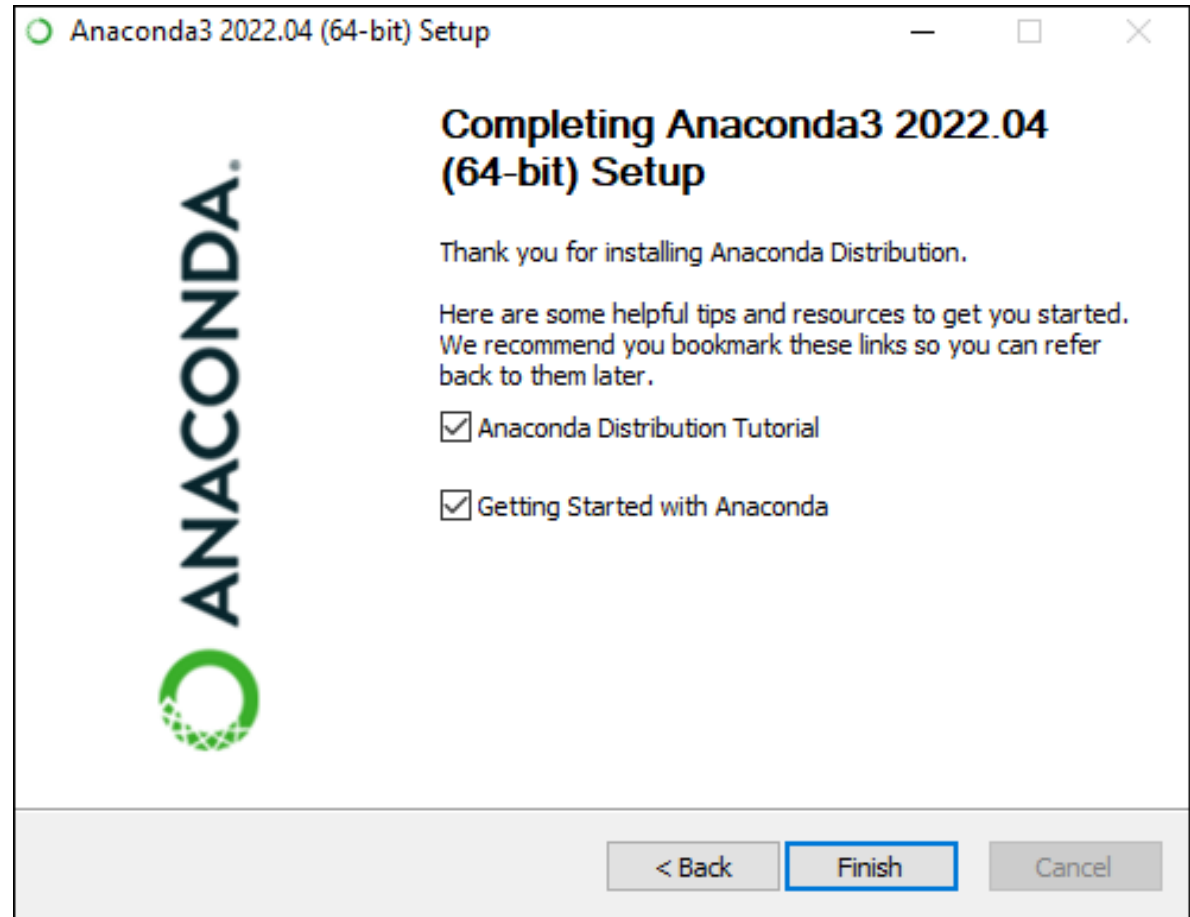 Anaconda3 2022.04 (64-bit) Setup
ANACONDA.
Completing Anaconda3 2022.04
(64-bit) Setup
Thank you for installing Anaconda Distribution.
Here are some helpful tips and resources to get you started.
We recommend you bookmark these links so you can refer
back to them later.
Anaconda Distribution Tutorial
Getting Started with Anaconda
< Back
Finish
Cancel